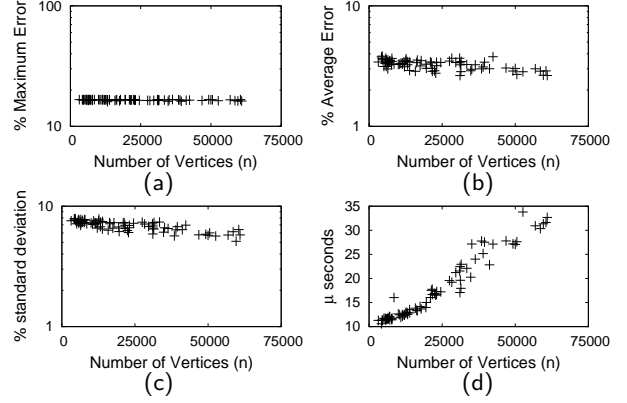 100
10
% Maximum Error
0 25000 50000 75000
Number of Vertices (n)
(a)
10
1
% Average Error
0 25000 50000 75000
Number of Vertices (n)
(b)
10
1
% standard deviation
0 25000 50000 75000
Number of Vertices (n)
(c)
35
30
25
20
15
10
µ seconds
0 25000 50000 75000
Number of Vertices (n)
(d)